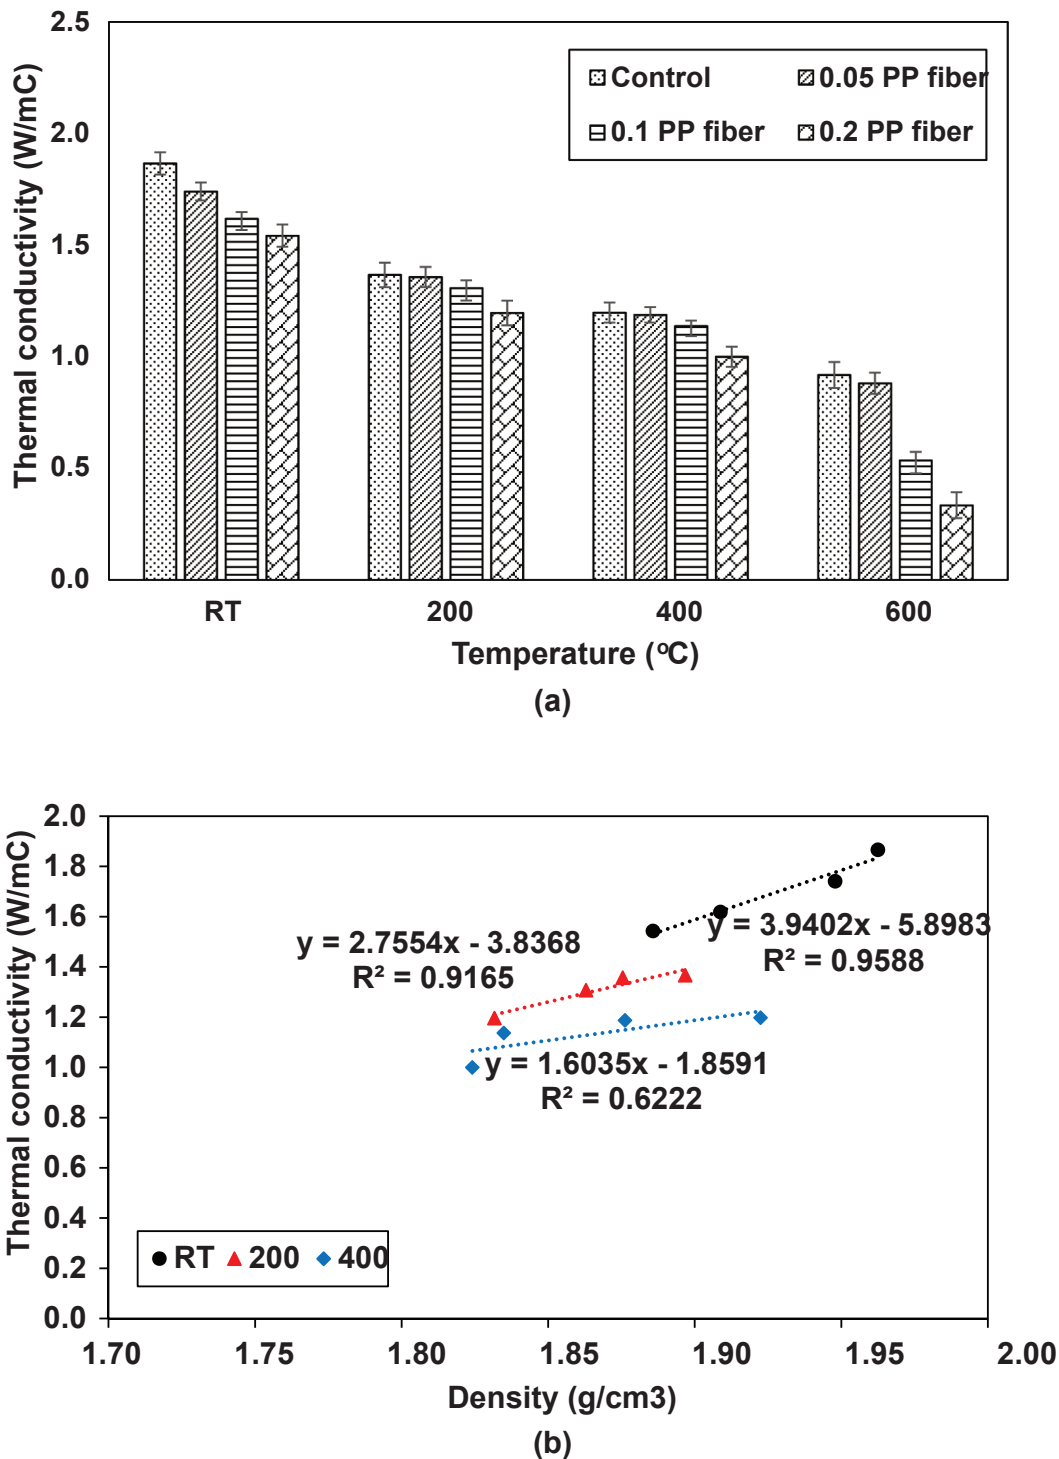 2.5
2.0
1.5
1.0
0.5
0.0
Thermal conductivity (W/mC)
Control
0.05 PP fiber
0.1 PP fiber
0.2 PP fiber
RT
200
400
600
Temperature (ºC)
(a)
2.0
1.8
1.6
1.4
1.2
1.0
0.8
0.6
0.4
0.2
0.0
Thermal conductivity (W/mC)
y = 2.7554x - 3.8368
R² = 0.9165
y = 3.9402x - 5.8983
R² = 0.9588
y = 1.6035x - 1.8591
R² = 0.6222
RT 200 400
1.70 1.75 1.80 1.85 1.90 1.95 2.00
Density (g/cm3)
(b)